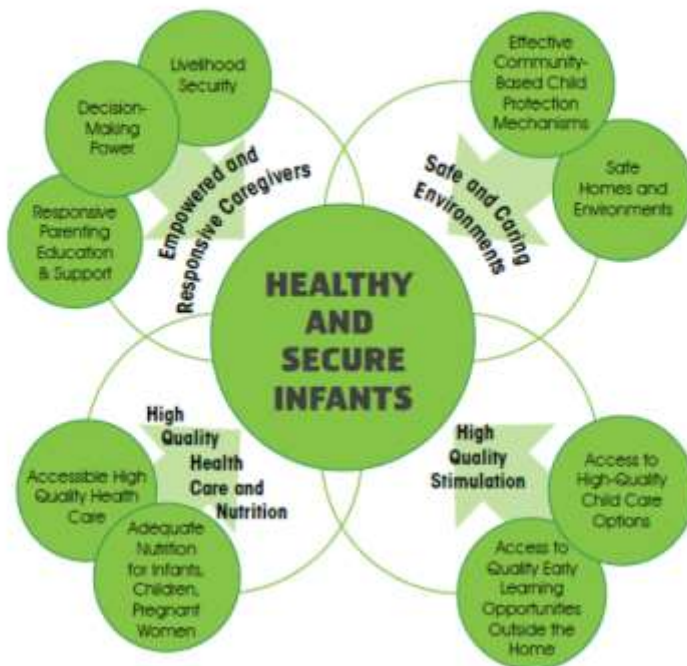 Livelihood
Security
Decision-
Making
Power
Responsive
Parenting
Education
& Support
Empowered and
Responsive Caregivers
Effective
Community-
Based Child
Protection
Mechanisms
Safe
Homes and
Environments
Safe and Caring
Environments
HEALTHY
AND
SECURE
INFANTS
High
Quality
Health
Care and
Nutrition
Accessible High
Quality Health
Care
Adequate
Nutrition
for Infants,
Children,
Pregnant
Women
High
Quality
Stimulation
Access to
High-Quality
Child Care
Options
Access to
Quality Early
Learning
Opportunities
Outside the
Home